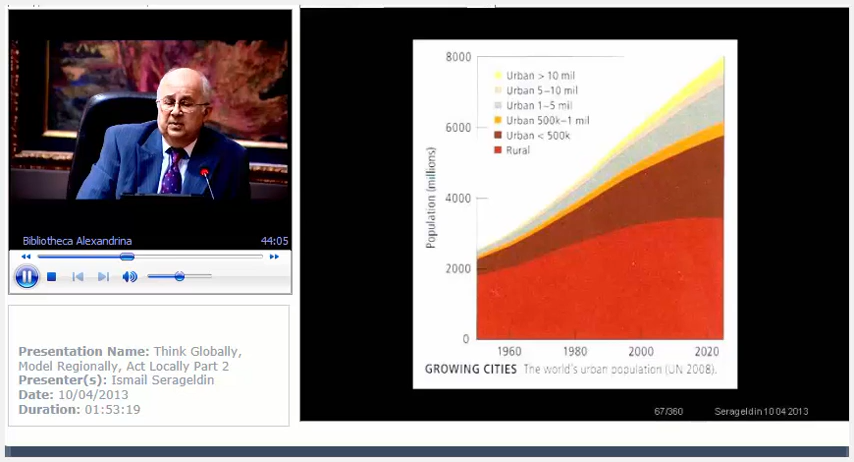 Bibliotheca Alexandrina 44:05
Presentation Name: Think Globally,
Model Regionally, Act Locally Part 2
Presenter(s): Ismail Serageldin
Date: 10/04/2013
Duration: 01:53:19
8000
6000
4000
2000
0
Population (millions)
Urban > 10 mil
Urban 5–10 mil
Urban 1–5 mil
Urban 500k–1 mil
Urban < 500k
Rural
1960 1980 2000 2020
GROWING CITIES The world's urban population (UN 2008).
67/360 Serageldin 10 04 2013